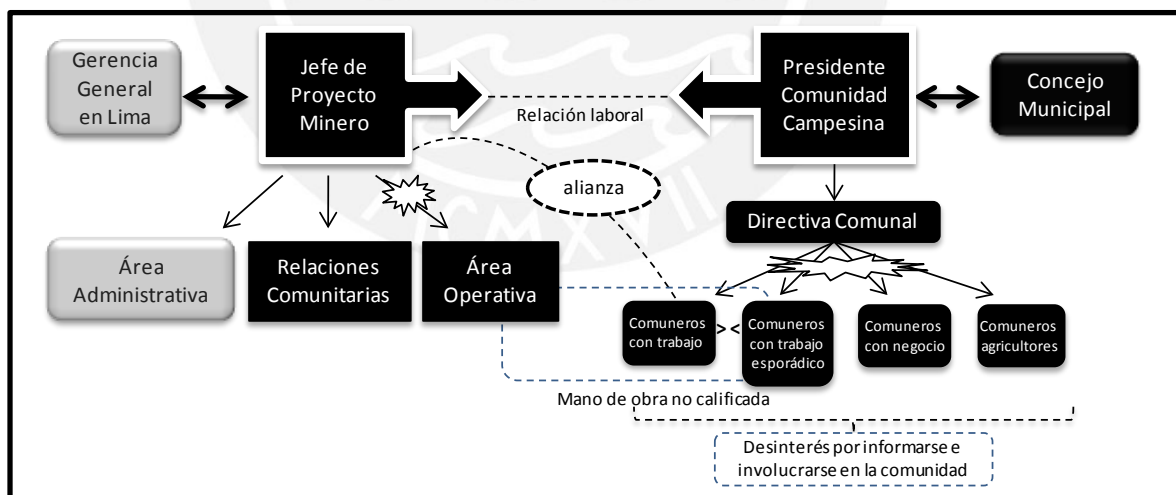 Gerencia
General
en Lima
Jefe de
Proyecto
Minero
Relación laboral
Presidente
Comunidad
Campesina
Concejo
Municipal
alianza
Directiva Comunal
Área
Administrativa
Relaciones
Comunitarias
Área
Operativa
Comuneros
con trabajo
> <
Comuneros
con trabajo
esporádico
Comuneros
con negocio
Comuneros
agricultores
Mano de obra no calificada
Desinterés por informarse e
involucrarse en la comunidad
CMXVII